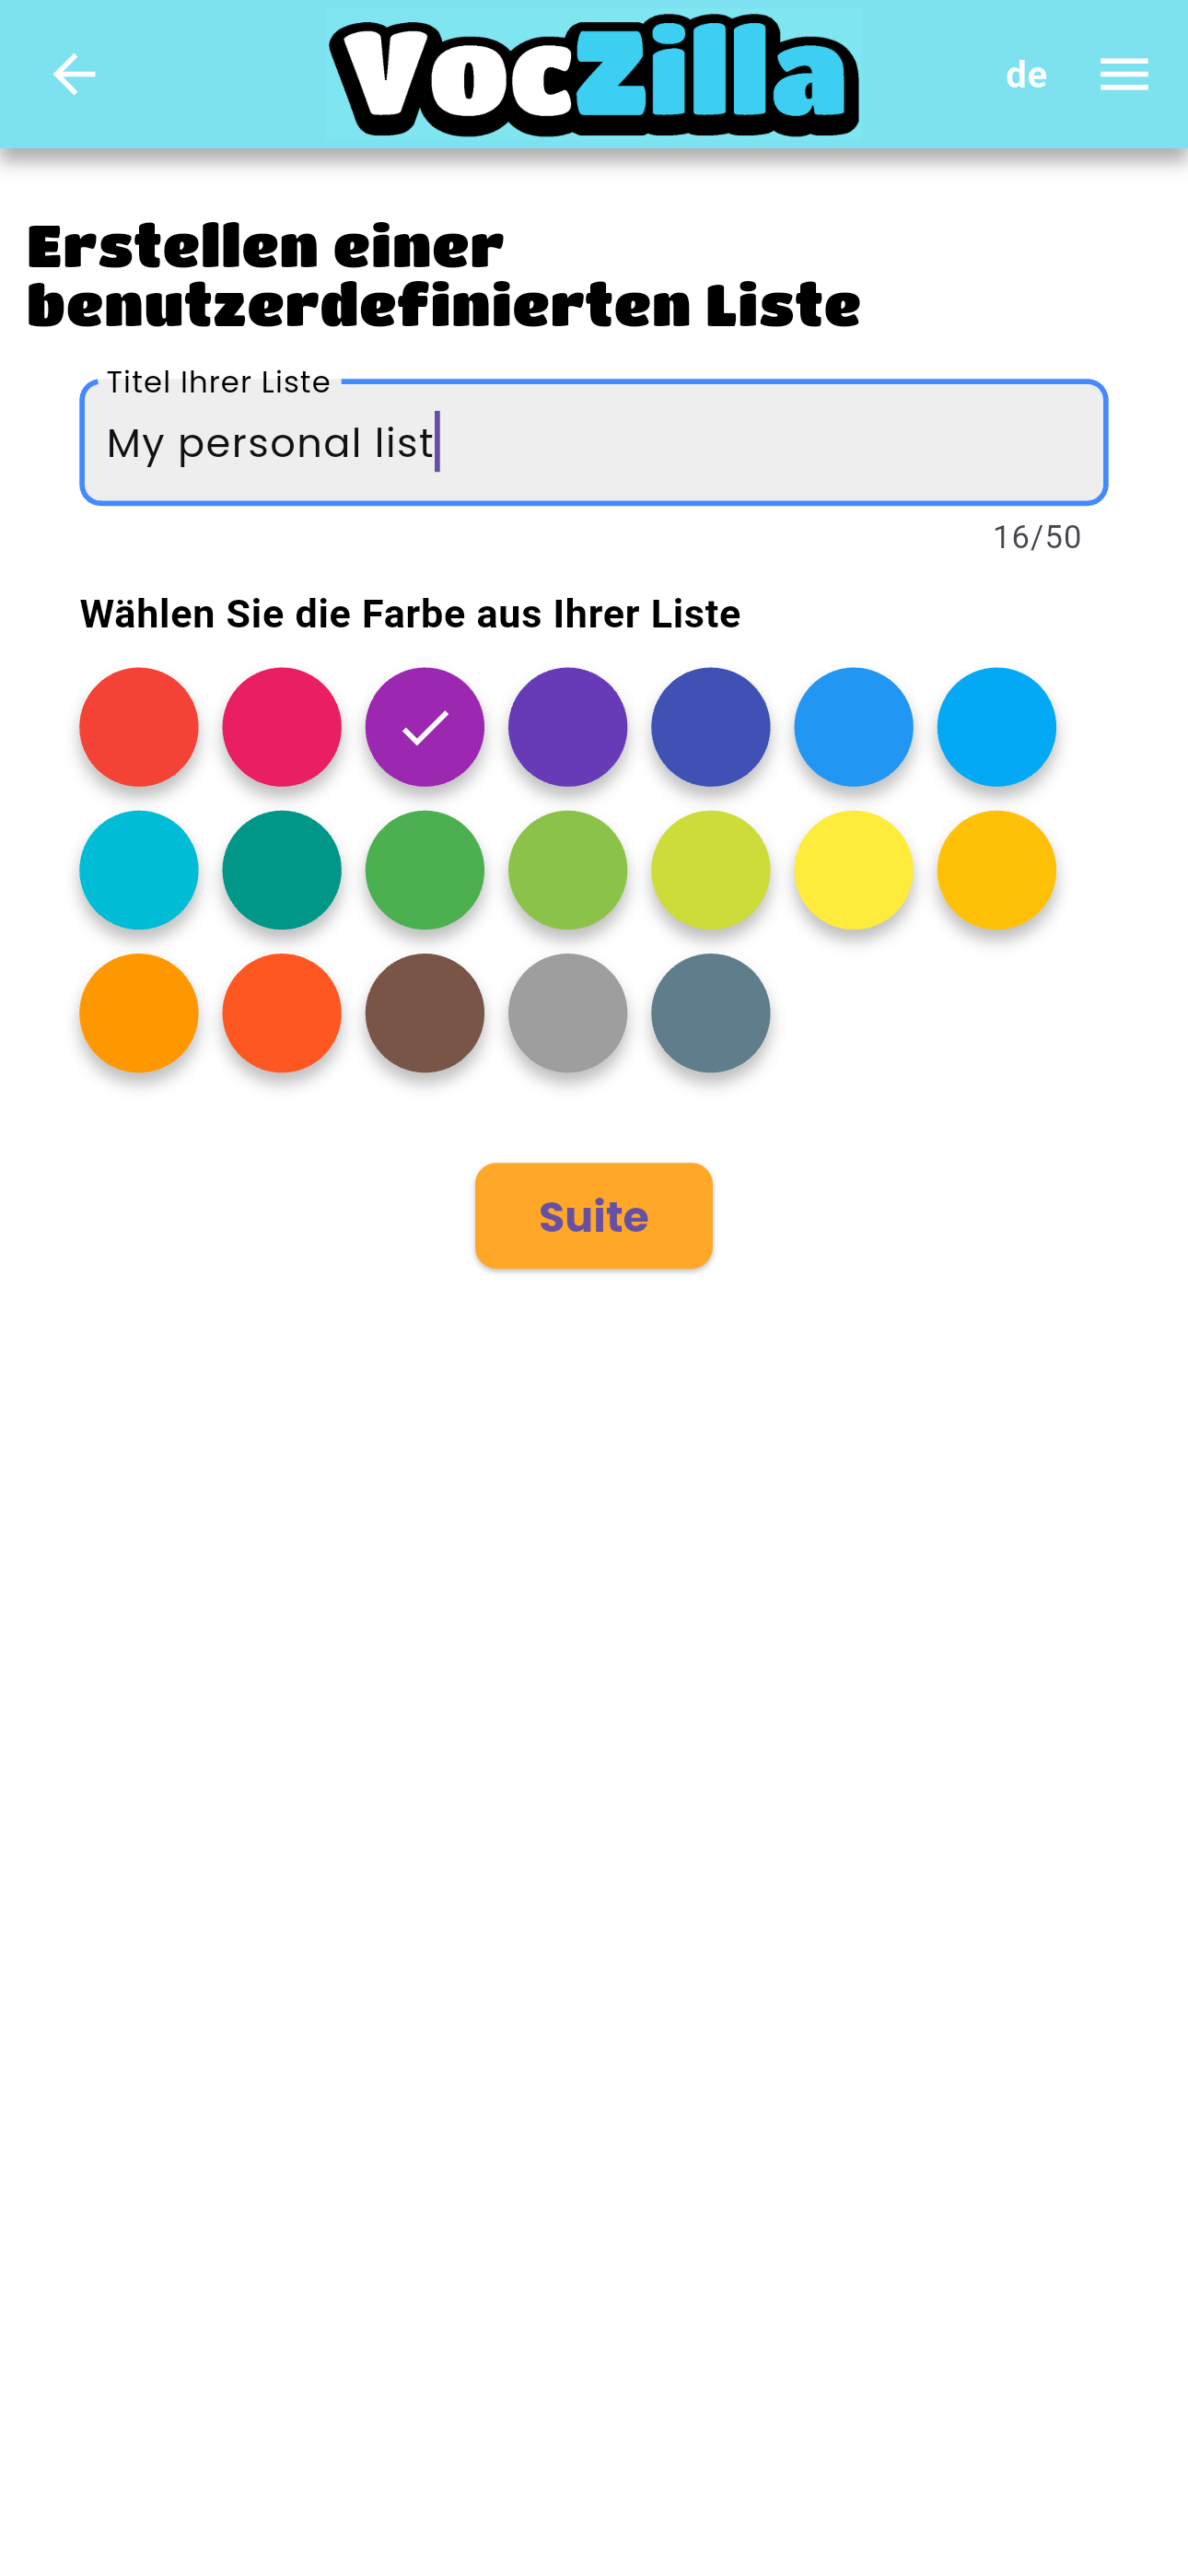 VocZilla
de
Erstellen einer
benutzerdefinierten Liste
Titel Ihrer Liste
My personal list
16/50
Wählen Sie die Farbe aus Ihrer Liste
Suite